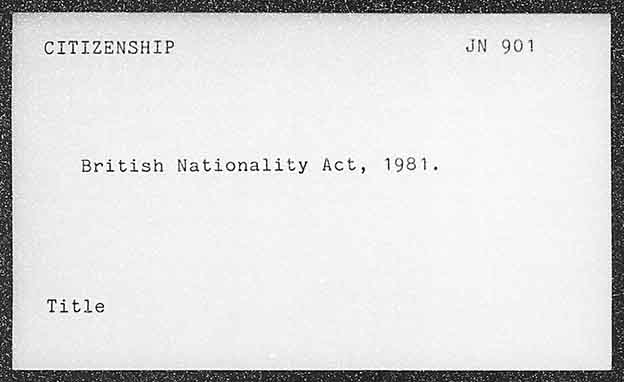 CITIZENSHIP JN 901
British Nationality Act, 1981.
Title